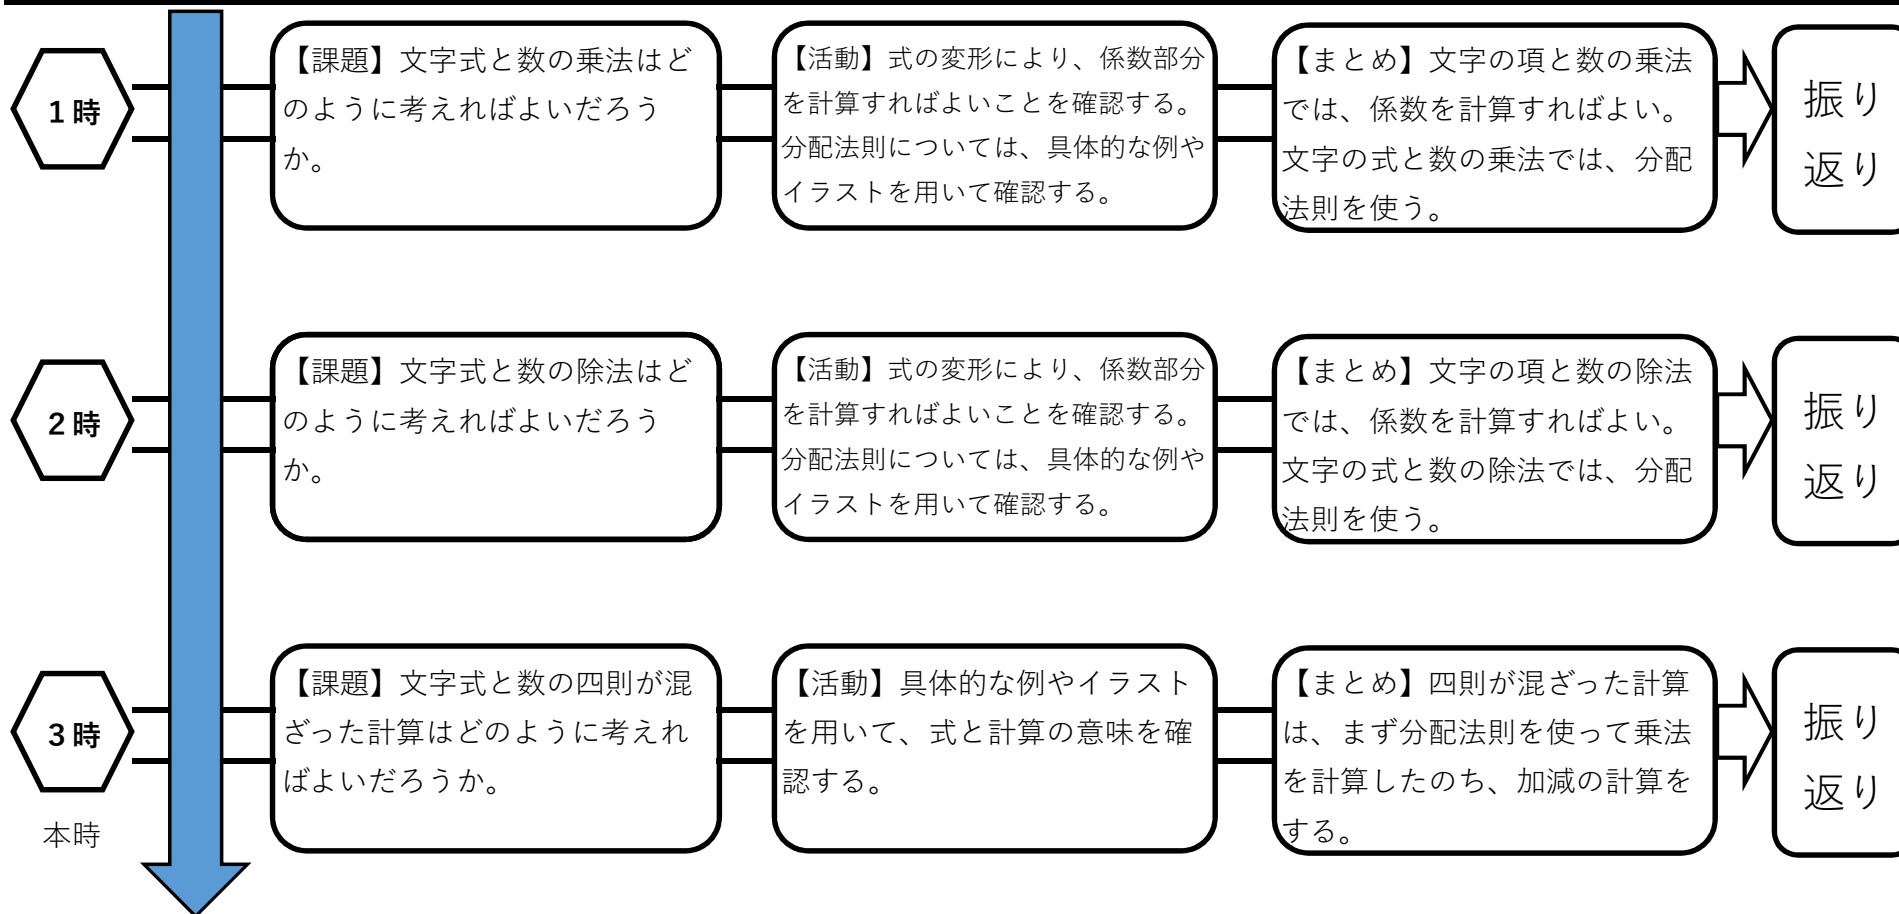 1時
【課題】文字式と数の乗法はど
のように考えればよいだろう
か。
【活動】式の変形により、係数部分
を計算すればよいことを確認する。
分配法則については、具体的な例や
イラストを用いて確認する。
【まとめ】文字の項と数の乗法
では、係数を計算すればよい。
文字の式と数の乗法では、分配
法則を使う。
振り
返り
2時
【課題】文字式と数の除法はど
のように考えればよいだろう
か。
【活動】式の変形により、係数部分
を計算すればよいことを確認する。
分配法則については、具体的な例や
イラストを用いて確認する。
【まとめ】文字の項と数の除法
では、係数を計算すればよい。
文字の式と数の除法では、分配
法則を使う。
振り
返り
3時
本時
【課題】文字式と数の四則が混
ざった計算はどのように考えれ
ばよいだろうか。
【活動】具体的な例やイラスト
を用いて、式と計算の意味を確
認する。
【まとめ】四則が混ざった計算
は、まず分配法則を使って乗法
を計算したのち、加減の計算を
する。
振り
返り